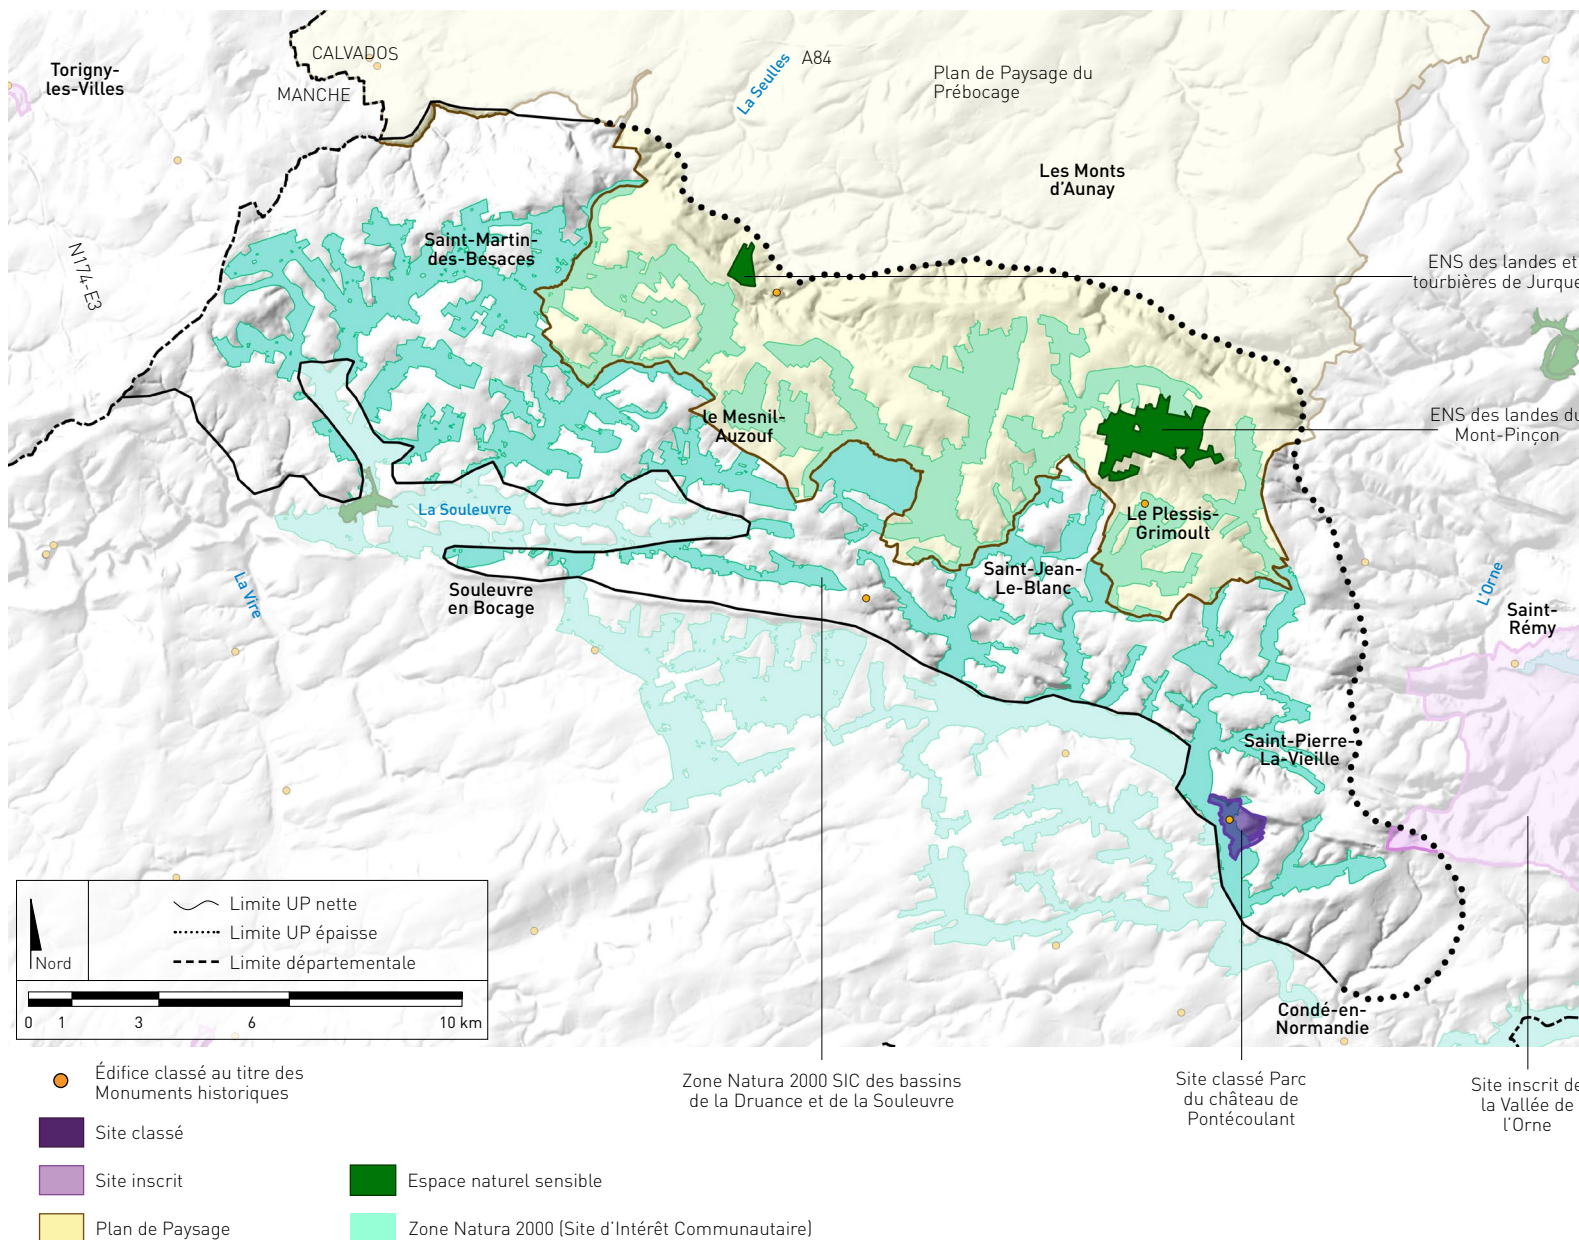 CALVADOS
MANCHE
Torigny-
les-Villes
N174-E3
La Seulles
A84
Plan de Paysage du
Prébocage
Les Monts
d'Aunay
Saint-Martin-
des-Besaces
ENS des landes et
tourbières de Jurque
le Mesnil-
Auzouf
ENS des landes du
Mont-Pinçon
La Souleuvre
Le Plessis-
Grimoult
Saint-Jean-
Le-Blanc
La Vire
Souleuvre
en Bocage
L'Orne
Saint-
Rémy
Saint-Pierre-
La-Vieille
Condé-en-
Normandie
Nord
Limite UP nette
Limite UP épaisse
Limite départementale
0 1 3 6 10 km
Zone Natura 2000 SIC des bassins
de la Druance et de la Souleuvre
Site classé Parc
du château de
Pontécoulant
Site inscrit de
la Vallée de
l'Orne
Édifice classé au titre des
Monuments historiques
Site classé
Site inscrit
Plan de Paysage
Espace naturel sensible
Zone Natura 2000 (Site d'Intérêt Communautaire)